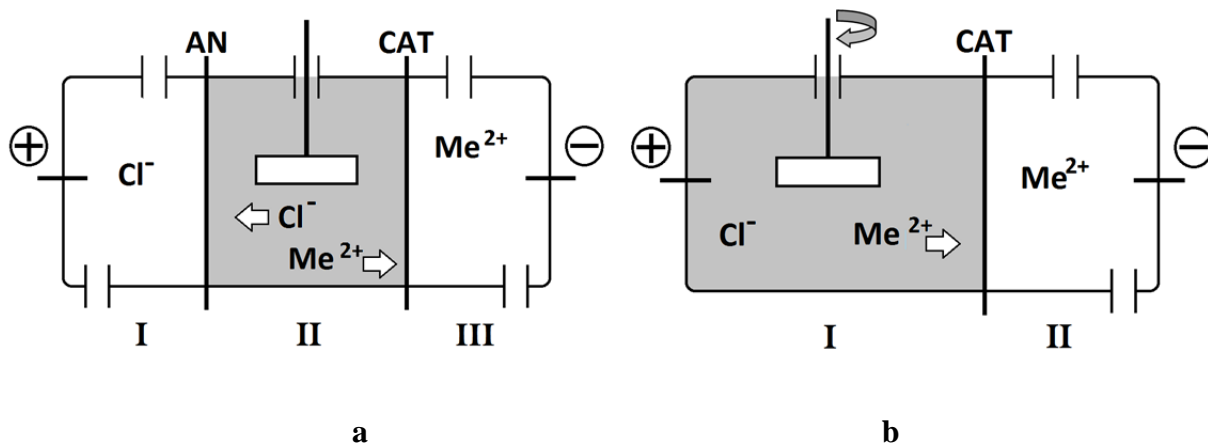 AN CAT CAT
+ Cl⁻ Me²⁺ − + Me²⁺ −
Cl⁻ Cl⁻ Me²⁺
Me²⁺
I II III I II
a b